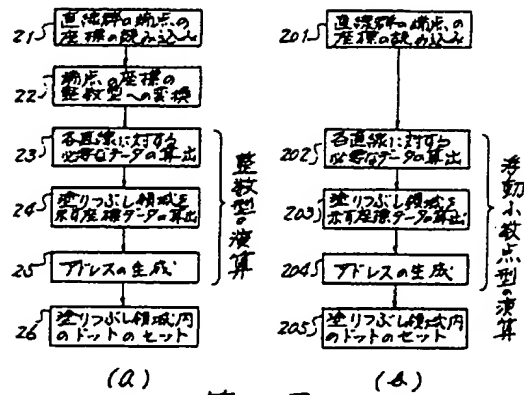 21
直線群の端点の
座標の読み込み
22
端点の座標の
整数型への変換
23
各直線に対する
必要なデータの算出
24
塗りつぶし領域を
示す座標データの算出
25
アドレスの生成
26
塗りつぶし領域内
のドットのセット
整数型の演算
(a)
201
直線群の端点の
座標の読み込み
202
各直線に対する
必要なデータの算出
203
塗りつぶし領域を
示す座標データの算出
204
アドレスの生成
205
塗りつぶし領域内
のドットのセット
浮動小数点型の演算
(b)